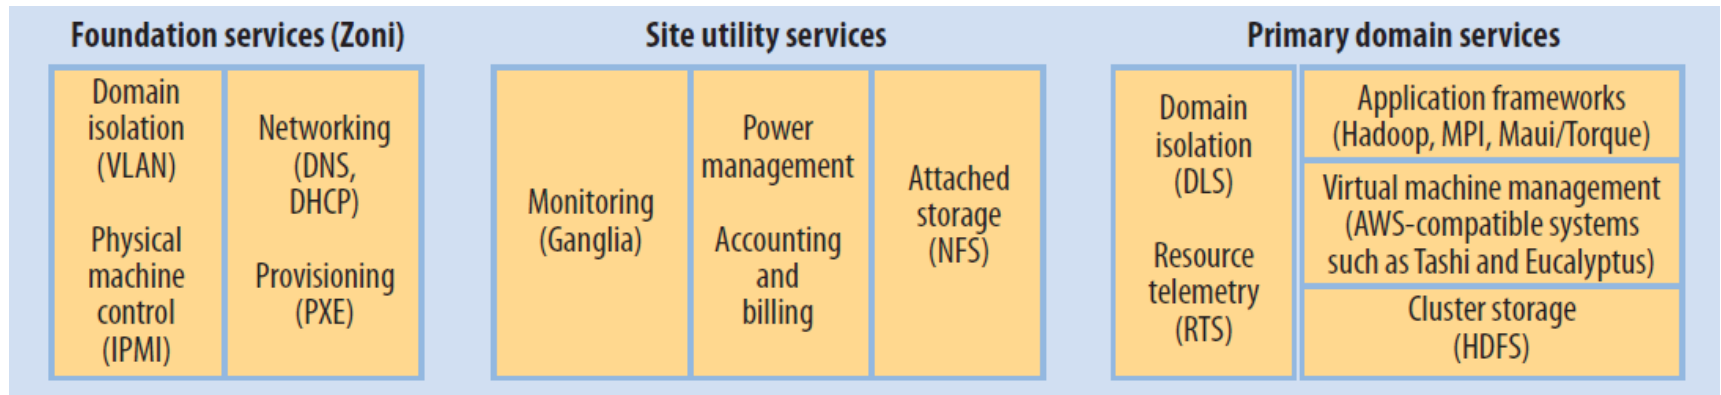 Foundation services (Zoni)
Domain
isolation
(VLAN)
Physical
machine
control
(IPMI)
Networking
(DNS,
DHCP)
Provisioning
(PXE)
Site utility services
Monitoring
(Ganglia)
Power
management
Accounting
and
billing
Attached
storage
(NFS)
Primary domain services
Domain
isolation
(DLS)
Resource
telemetry
(RTS)
Application frameworks
(Hadoop, MPI, Maui/Torque)
Virtual machine management
(AWS-compatible systems
such as Tashi and Eucalyptus)
Cluster storage
(HDFS)